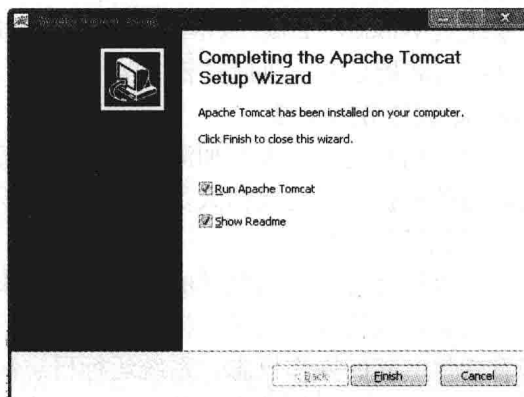 Completing the Apache Tomcat
Setup Wizard
Apache Tomcat has been installed on your computer.
Click Finish to close this wizard.
Run Apache Tomcat
Show Readme
< Back
Finish
Cancel